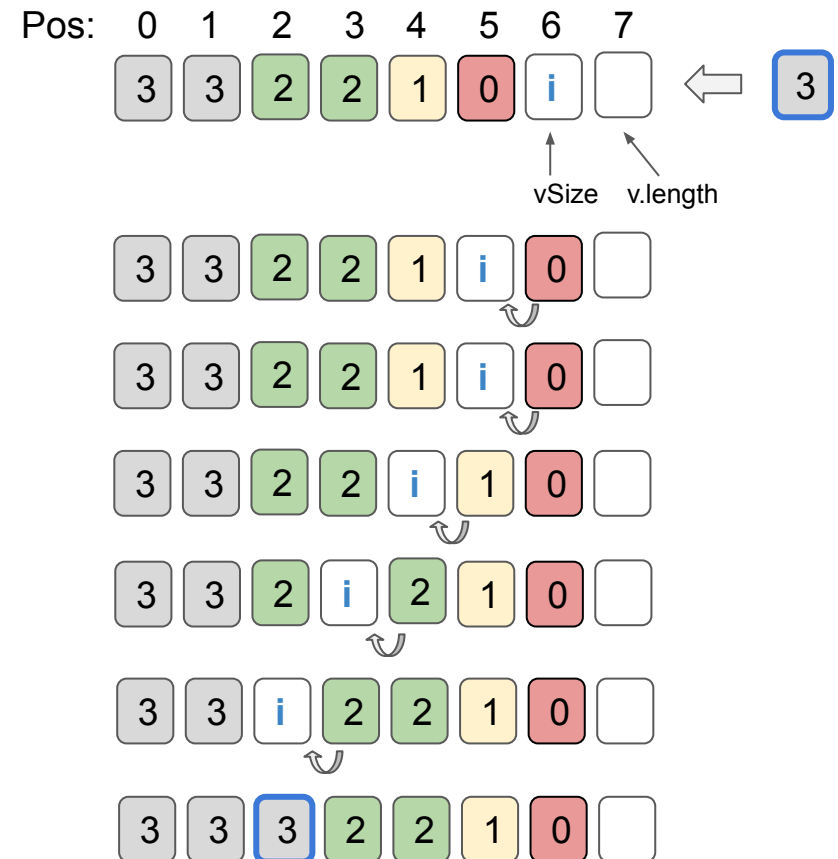 Pos: 0 1 2 3 4 5 6 7
3 3 2 2 1 0 i 3
vSize v.length
3 3 2 2 1 i 0
3 3 2 2 1 i 0
3 3 2 2 i 1 0
3 3 2 i 2 1 0
3 3 i 2 2 1 0
3 3 3 2 2 1 0